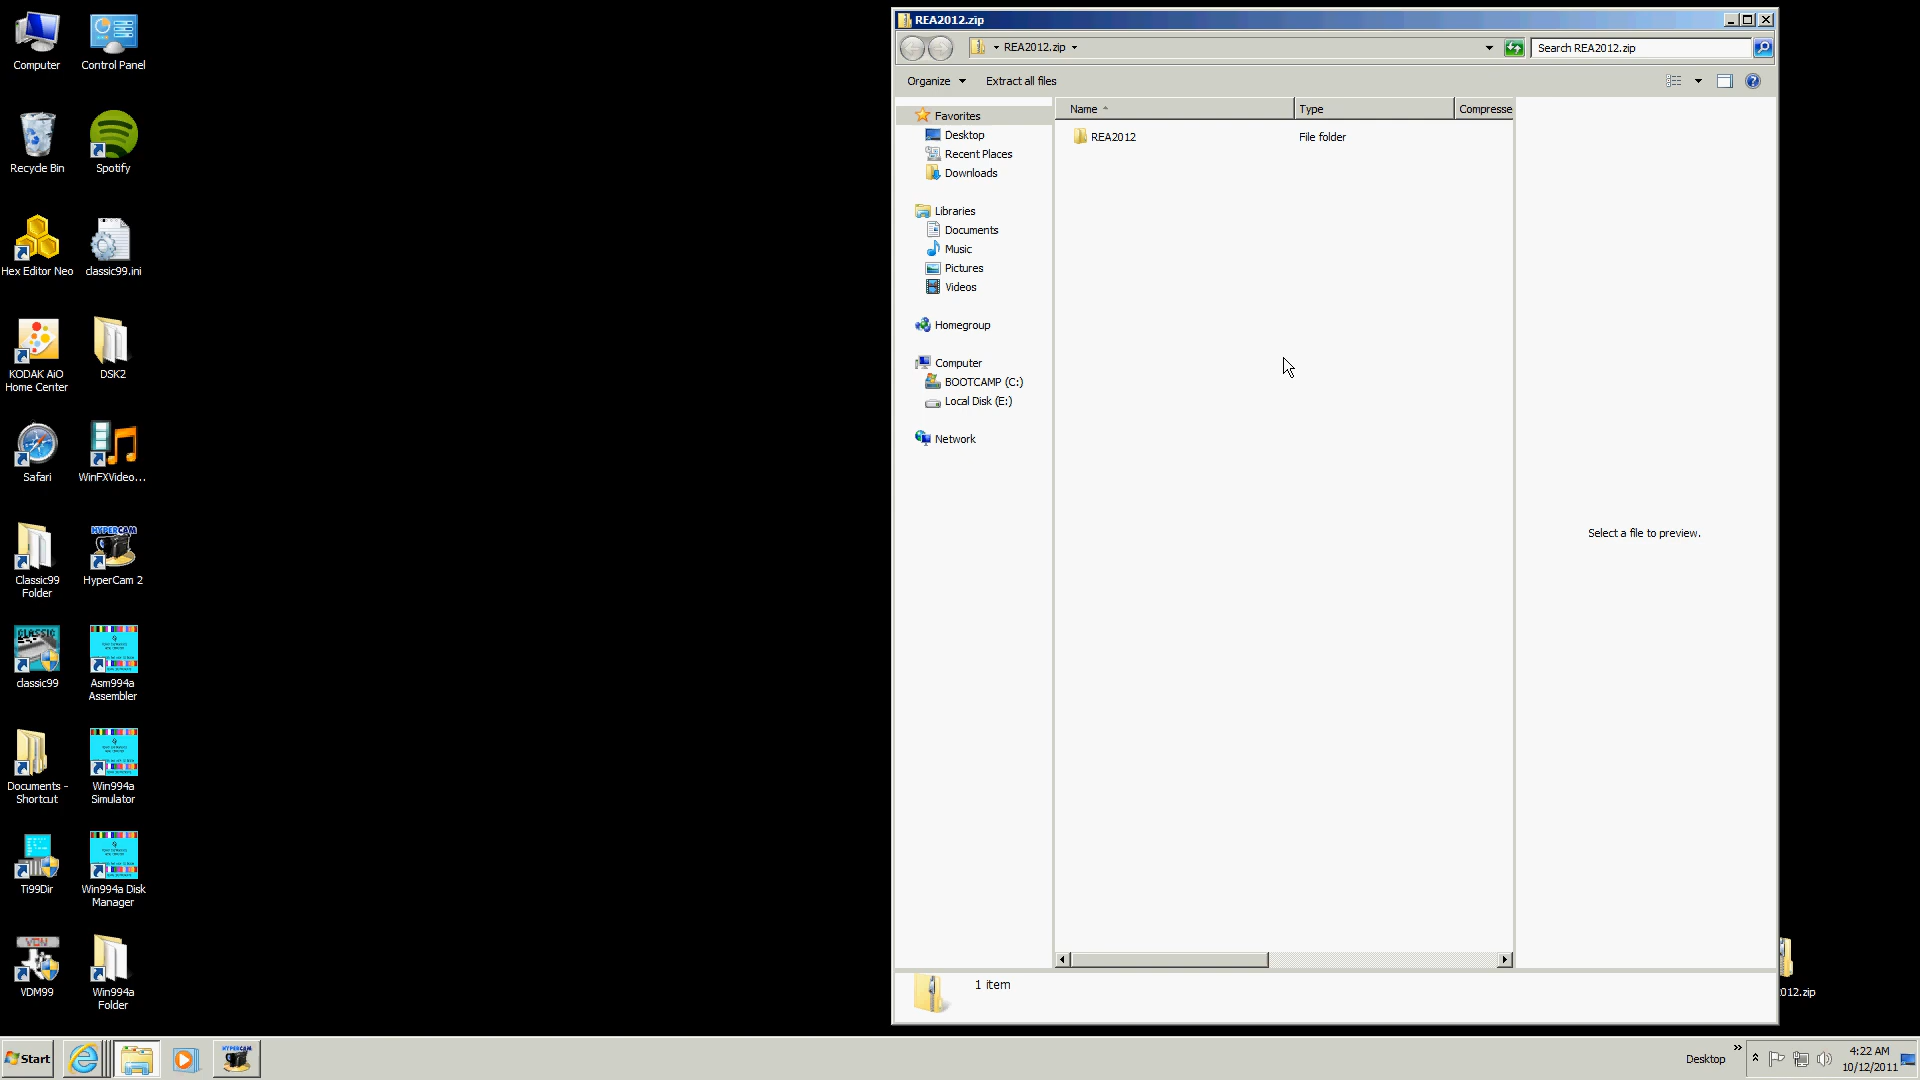 Computer
Control Panel
Recycle Bin
Spotify
Hex Editor Neo
classic99.ini
KODAK AiO
Home Center
DSK2
Safari
WinFXVideo...
Classic99
Folder
HYPERCAM
HyperCam 2
CLASSIC
classic99
Asm994a
Assembler
Documents -
Shortcut
Win994a
Simulator
Ti99Dir
Win994a Disk
Manager
VDM99
Win994a
Folder
REA2012.zip
REA2012.zip
Search REA2012.zip
Organize
Extract all files
Name
Type
Compresse
Favorites
Desktop
Recent Places
Downloads
Libraries
Documents
Music
Pictures
Videos
Homegroup
Computer
BOOTCAMP (C:)
Local Disk (E:)
Network
REA2012
File folder
Select a file to preview.
1 item
012.zip
Start
HYPERCAM
Desktop
4:22 AM
10/12/2011